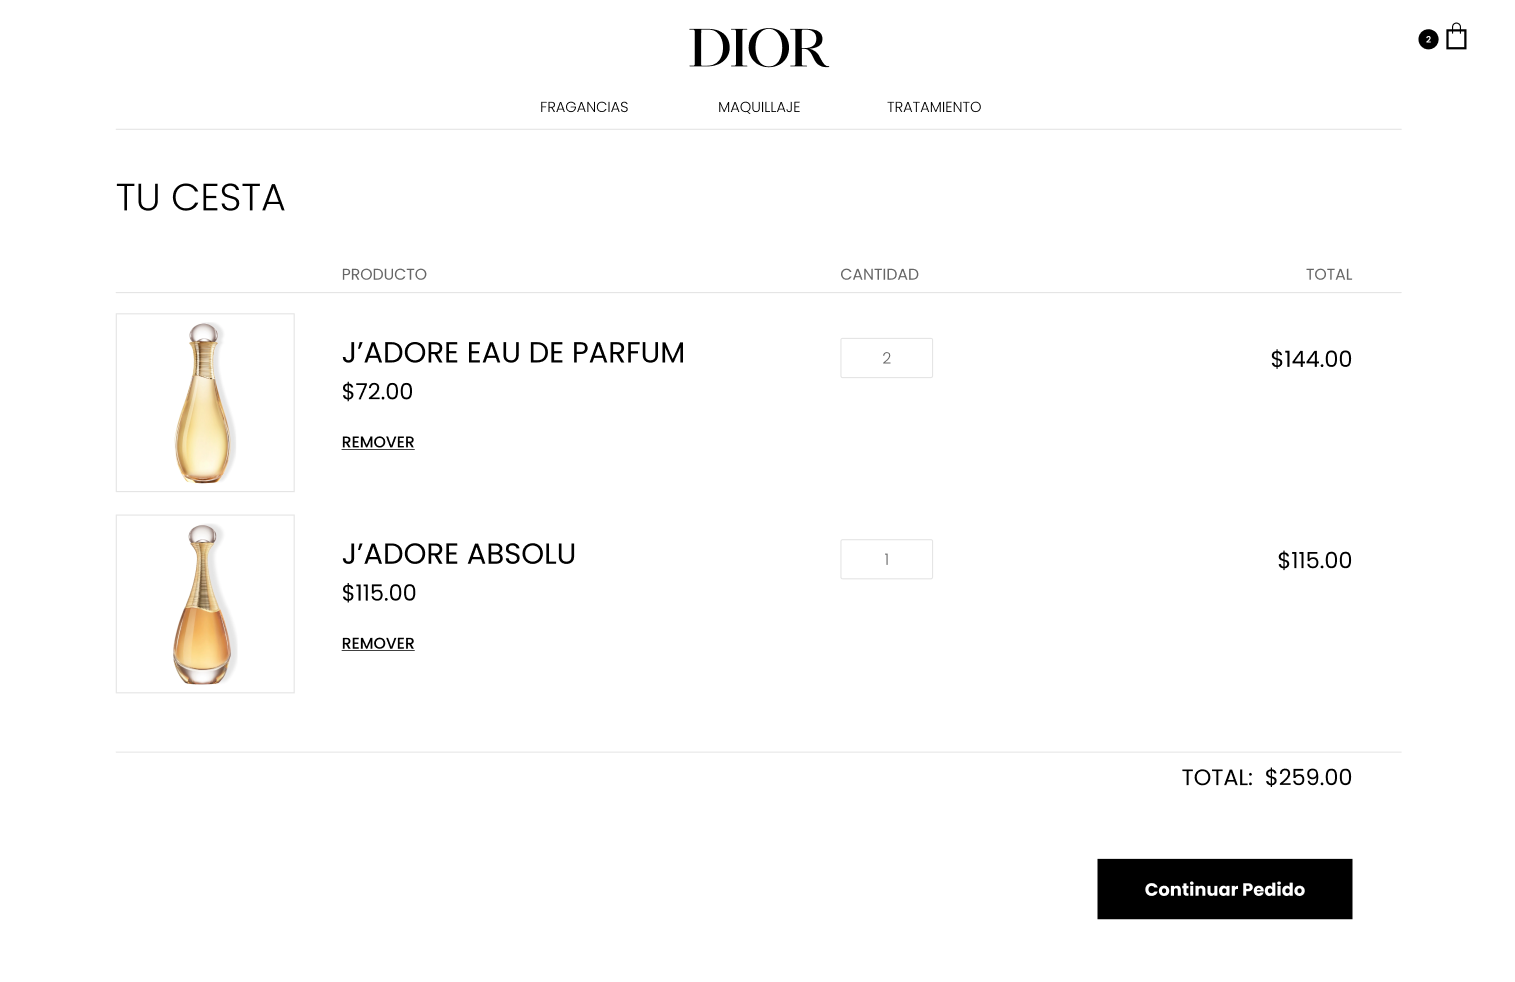 DIOR
2
FRAGANCIAS MAQUILLAJE TRATAMIENTO
TU CESTA
PRODUCTO CANTIDAD TOTAL
J’ADORE EAU DE PARFUM 2 $144.00
$72.00
REMOVER
J’ADORE ABSOLU 1 $115.00
$115.00
REMOVER
TOTAL: $259.00
Continuar Pedido